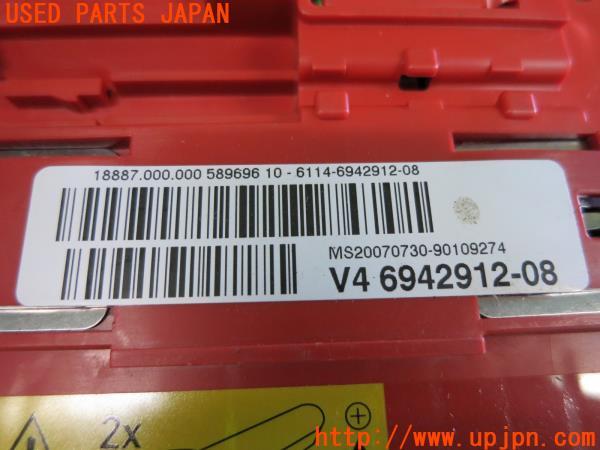 USED PARTS JAPAN
18887.000.000 589696 10 - 6114-6942912-08
MS20070730-90109274
V4 6942912-08
2x
UPJ http://www.upjpn.com/